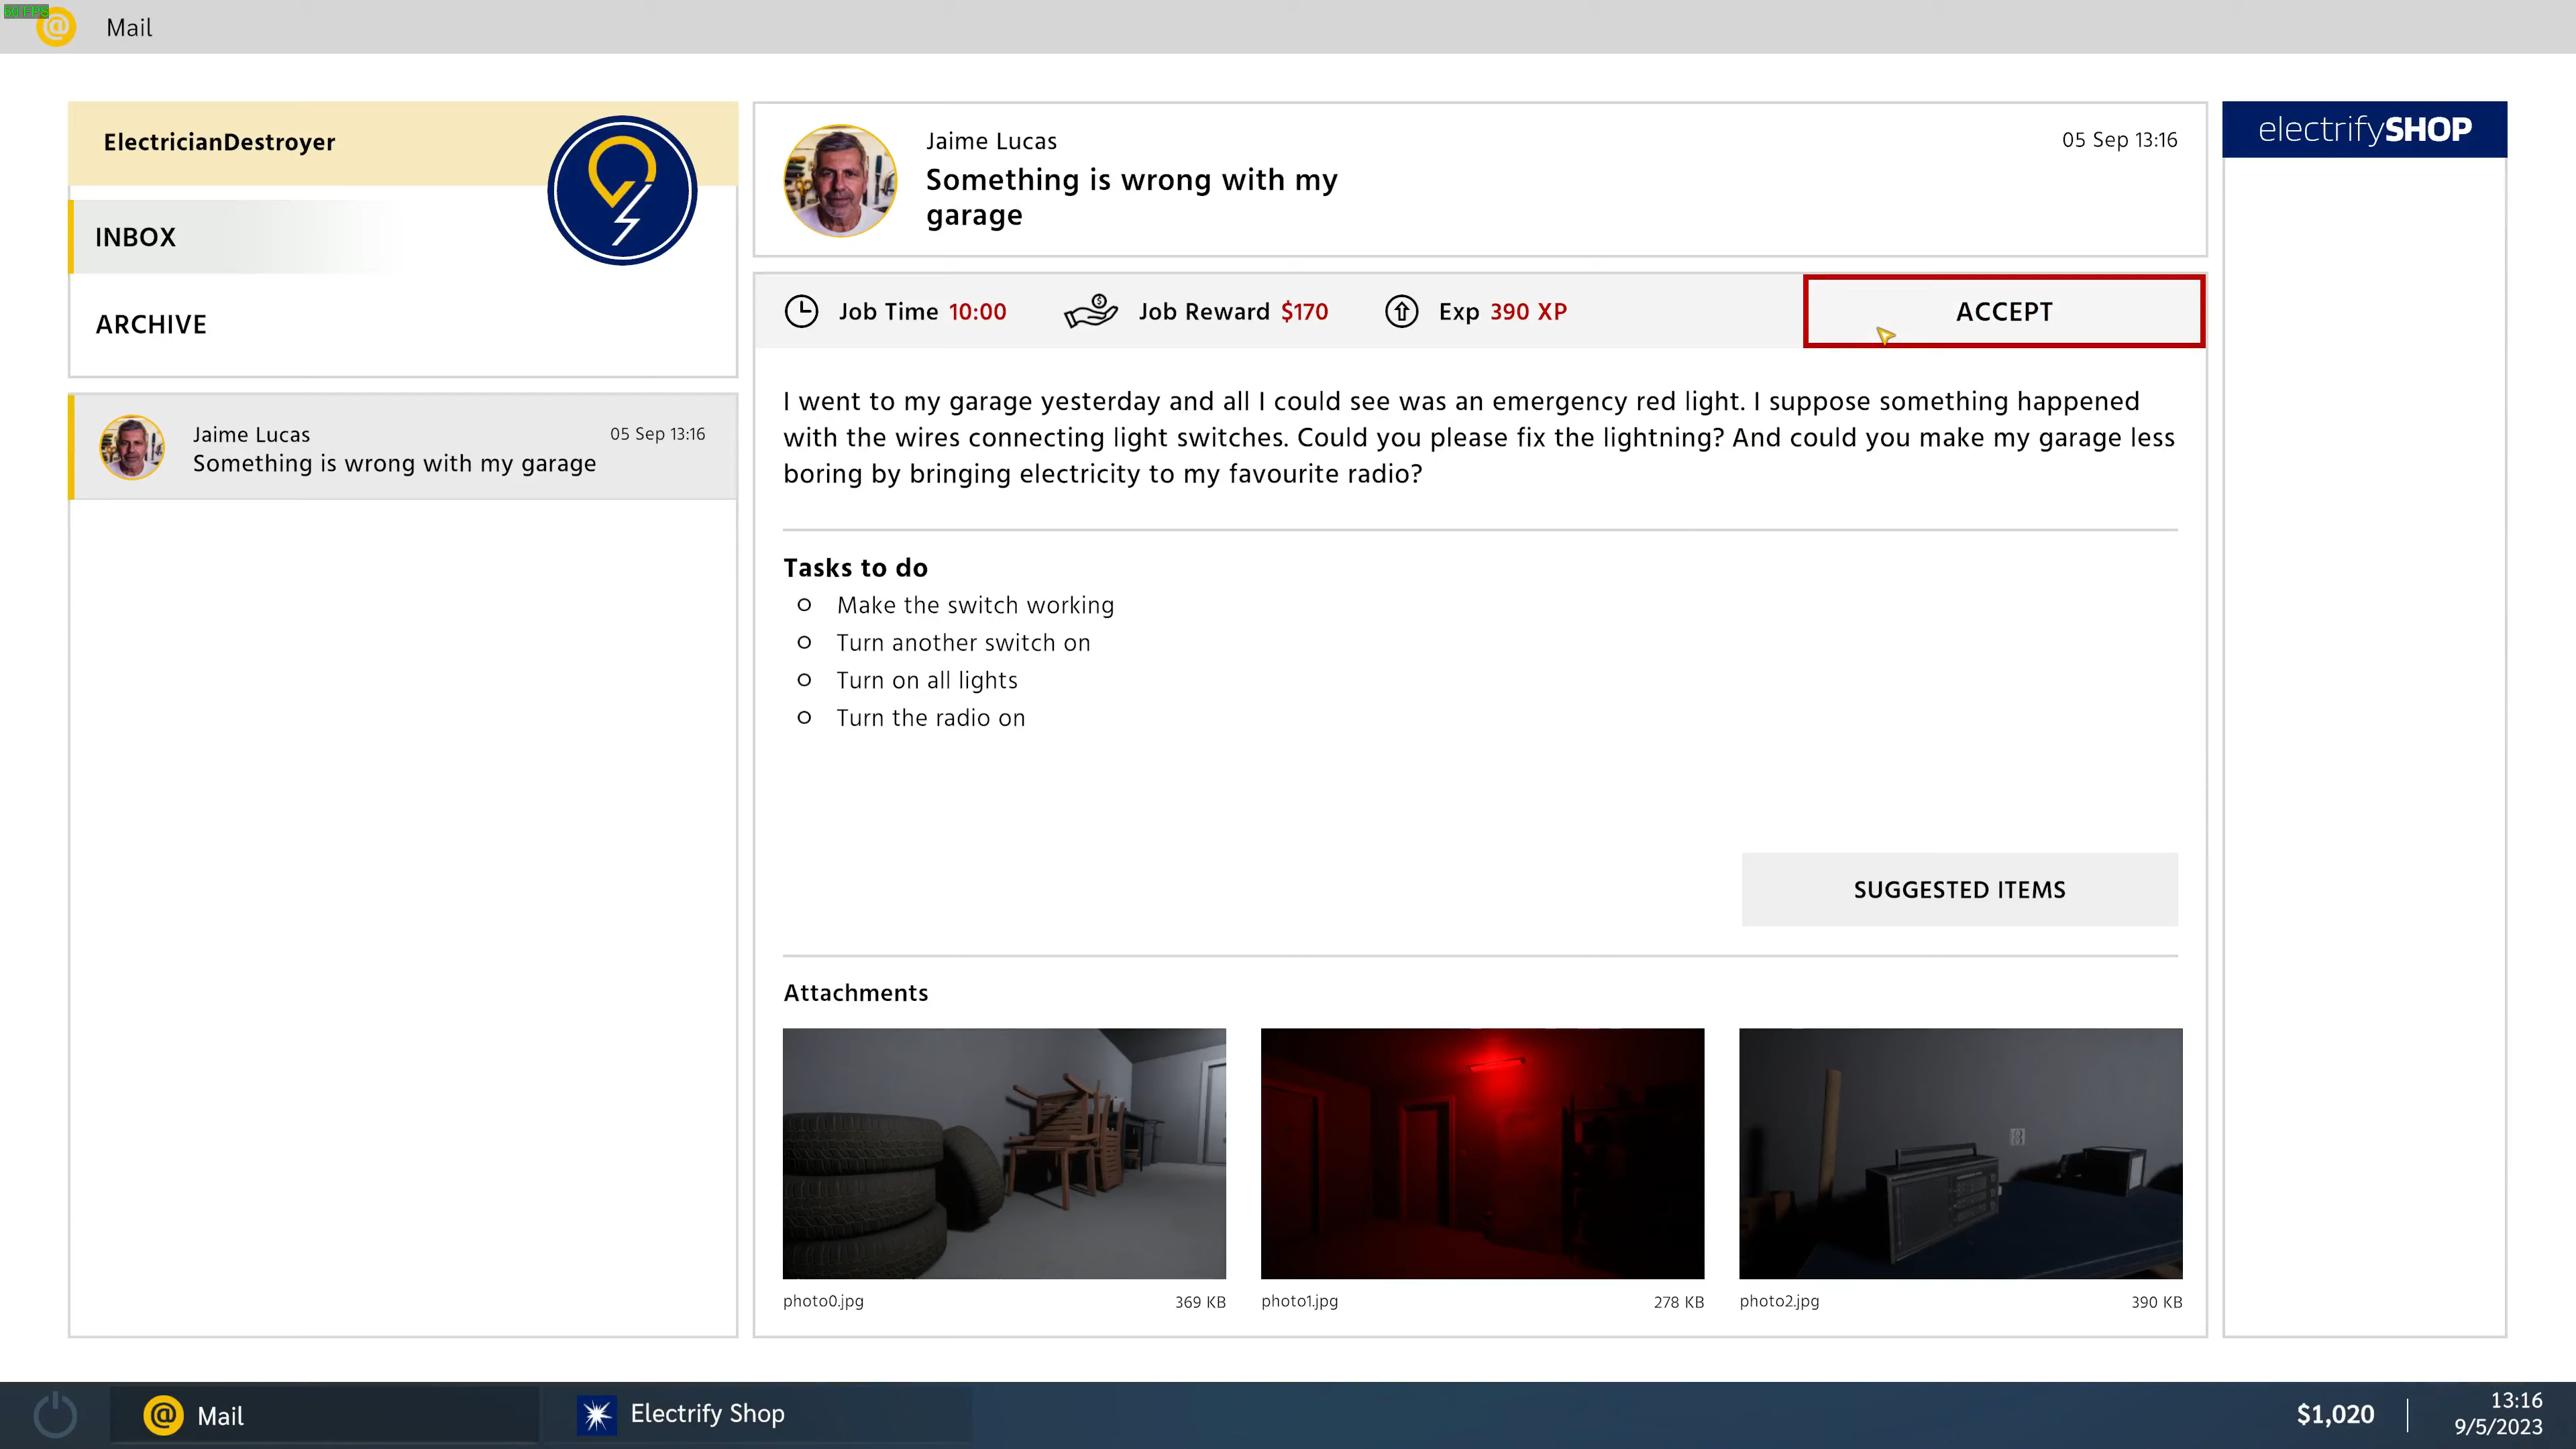 60 FPS
Mail
ElectricianDestroyer
INBOX
ARCHIVE
Jaime Lucas
05 Sep 13:16
Something is wrong with my garage
Jaime Lucas
05 Sep 13:16
Something is wrong with my
garage
Job Time 10:00
Job Reward $170
Exp 390 XP
ACCEPT
I went to my garage yesterday and all I could see was an emergency red light. I suppose something happened
with the wires connecting light switches. Could you please fix the lightning? And could you make my garage less
boring by bringing electricity to my favourite radio?
Tasks to do
Make the switch working
Turn another switch on
Turn on all lights
Turn the radio on
SUGGESTED ITEMS
Attachments
photo0.jpg
369 KB
photo1.jpg
278 KB
photo2.jpg
390 KB
electrifySHOP
Mail
Electrify Shop
$1,020
13:16
9/5/2023